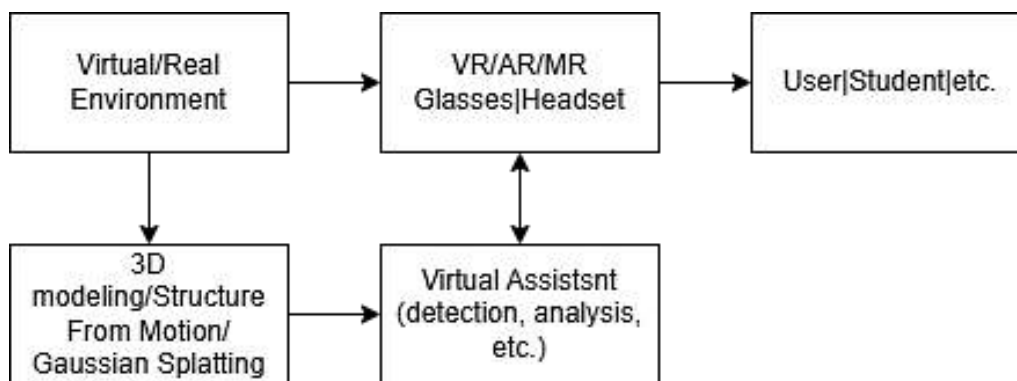 Virtual/Real
Environment
VR/AR/MR
Glasses|Headset
User|Student|etc.
3D
modeling/Structure
From Motion/
Gaussian Splatting
Virtual Assistsnt
(detection, analysis,
etc.)